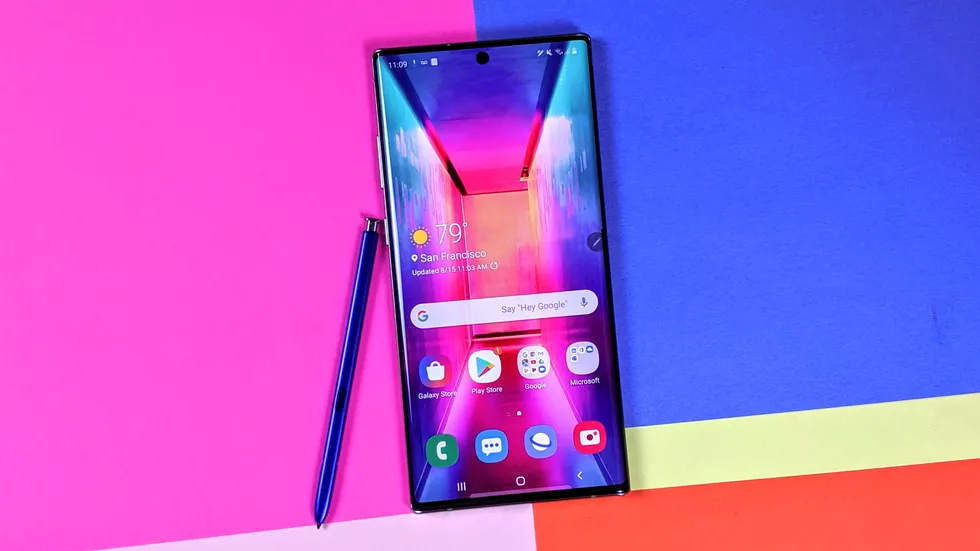 11:09
79°
San Francisco
Updated 8/15 11:03 AM
G Say "Hey Google"
Galaxy Store
Play Store
Google
Microsoft